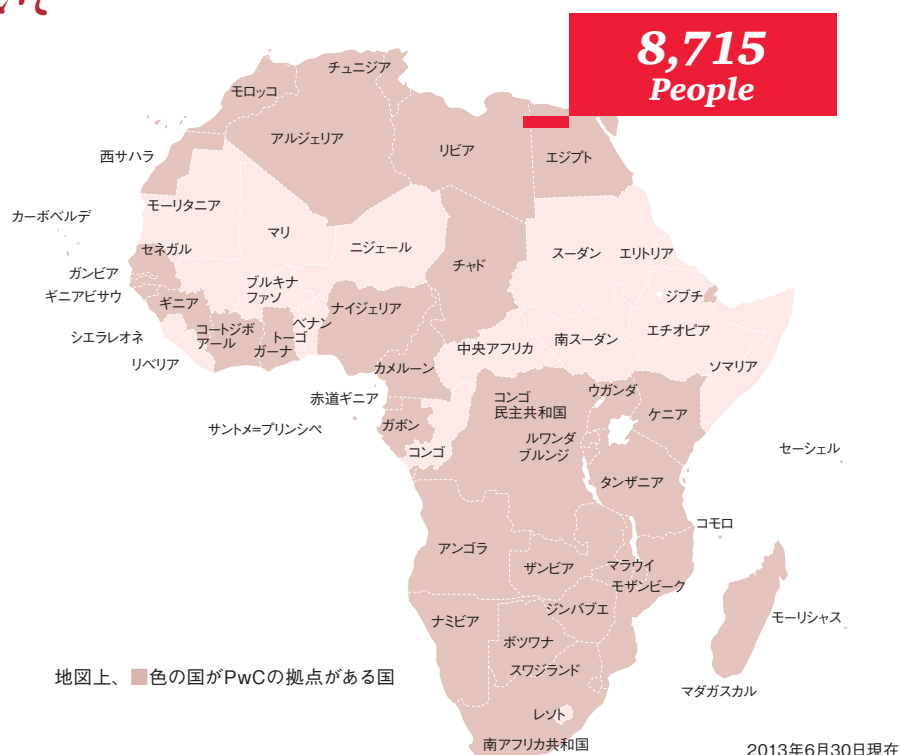 8,715
People
チュニジア
モロッコ
アルジェリア
リビア
エジプト
西サハラ
モーリタニア
カーボベルデ
マリ
ニジェール
セネガル
チャド
スーダン
エリトリア
ガンビア
ギニアビサウ
ギニア
ブルキナ
ファソ
ナイジェリア
ジブチ
シエラレオネ
コートジボ
アール
ベナン
トーゴ
ガーナ
エチオピア
リベリア
中央アフリカ
南スーダン
ソマリア
カメルーン
赤道ギニア
コンゴ
民主共和国
ウガンダ
ケニア
サントメ=プリンシペ
ガボン
ルワンダ
ブルンジ
コンゴ
セーシェル
タンザニア
コモロ
アンゴラ
ザンビア
マラウイ
モザンビーク
ジンバブエ
ナミビア
モーリシャス
ボツワナ
スワジランド
地図上、■色の国がPwCの拠点がある国
マダガスカル
レソト
南アフリカ共和国
2013年6月30日現在